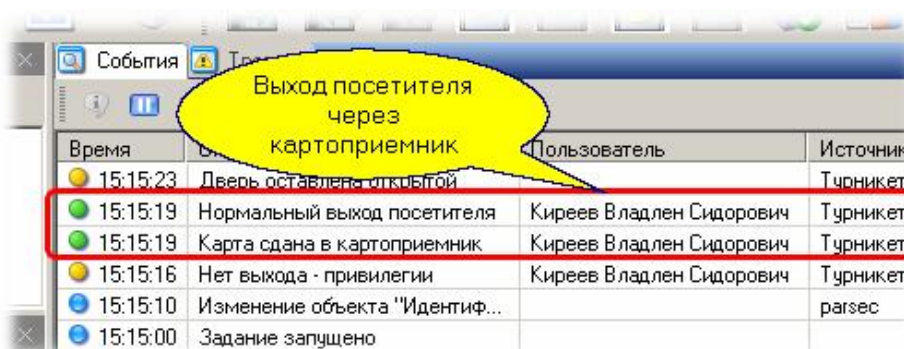 События
Выход посетителя
через
картоприемник
Время Пользователь Источник
15:15:23 Дверь оставлена открытой Турникет
15:15:19 Нормальный выход посетителя Киреев Владлен Сидорович Турникет
15:15:19 Карта сдана в картоприемник Киреев Владлен Сидорович Турникет
15:15:16 Нет выхода - привилегии Киреев Владлен Сидорович Турникет
15:15:10 Изменение объекта "Идентиф... parsec
15:15:00 Задание запущено